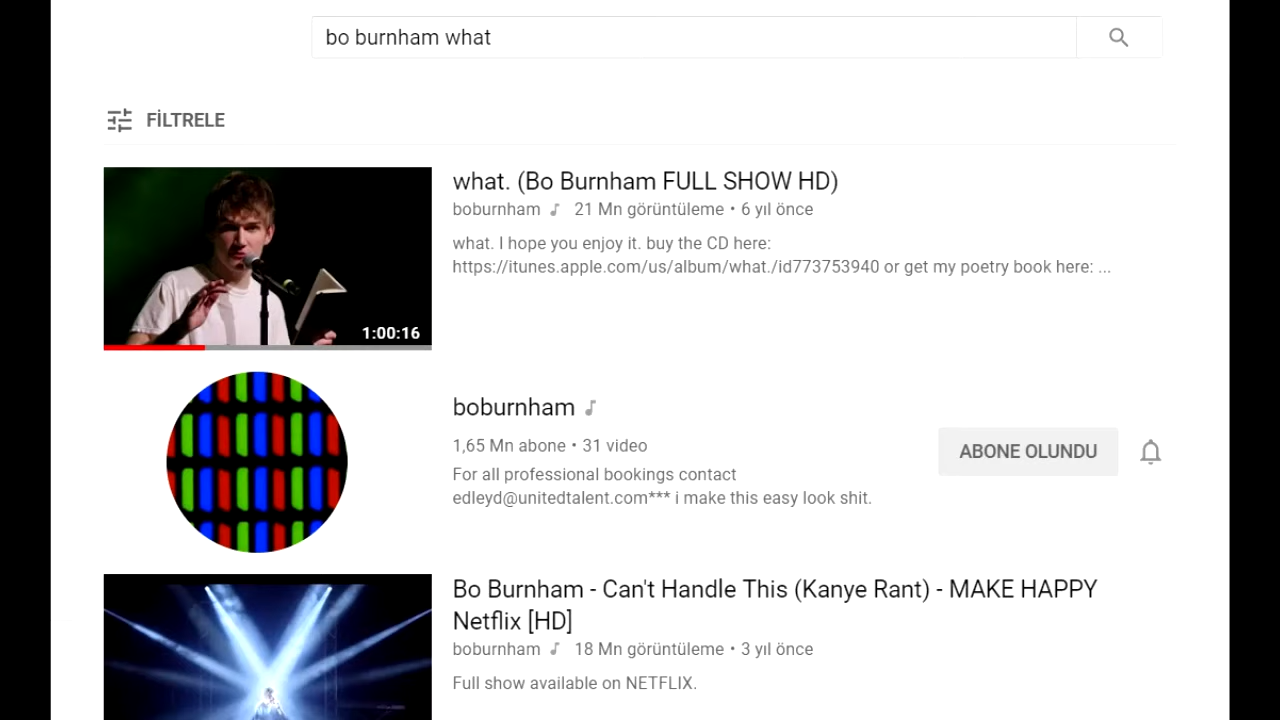 bo burnham what
FİLTRELE
what. (Bo Burnham FULL SHOW HD)
boburnham 21 Mn görüntüleme • 6 yıl önce
what. I hope you enjoy it. buy the CD here:
https://itunes.apple.com/us/album/what./id773753940 or get my poetry book here: ...
1:00:16
boburnham
1,65 Mn abone • 31 video
For all professional bookings contact
edleyd@unitedtalent.com*** i make this easy look shit.
ABONE OLUNDU
Bo Burnham - Can't Handle This (Kanye Rant) - MAKE HAPPY
Netflix [HD]
boburnham 18 Mn görüntüleme • 3 yıl önce
Full show available on NETFLIX.